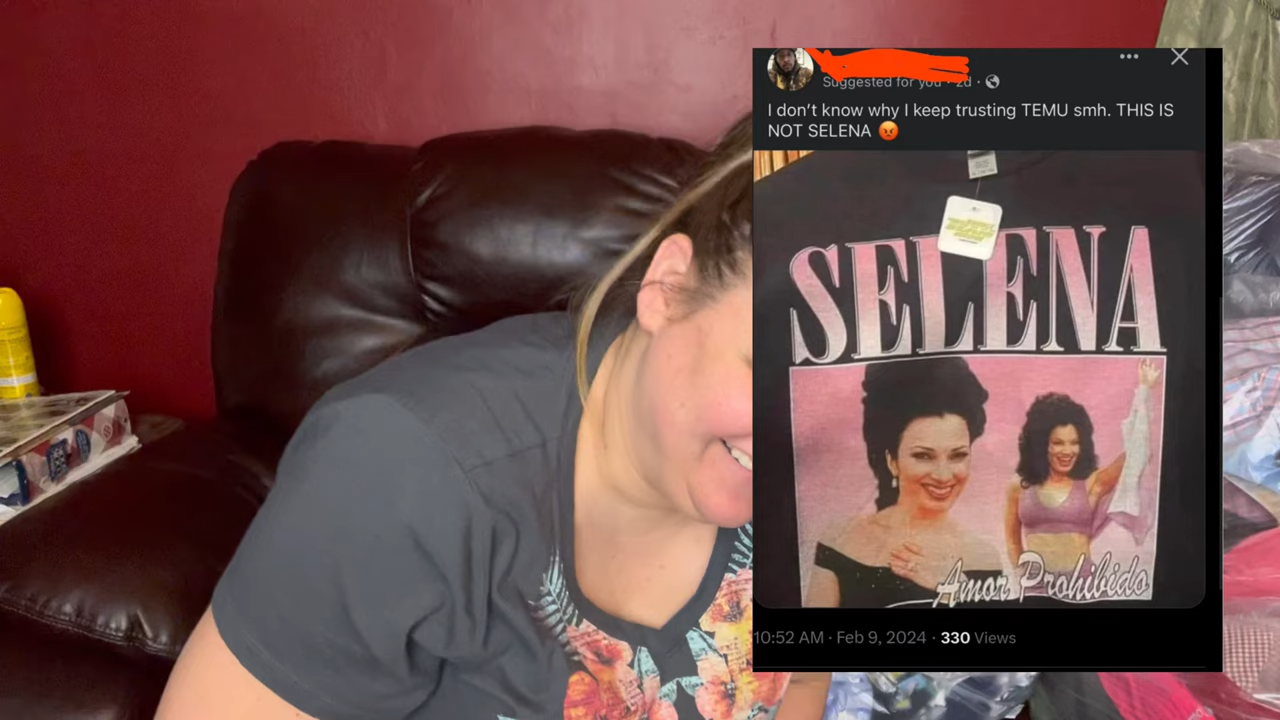 Suggested for you · 2d ·
I don't know why I keep trusting TEMU smh. THIS IS
NOT SELENA 😡
SELENA
Amor Prohibido
10:52 AM · Feb 9, 2024 · 330 Views